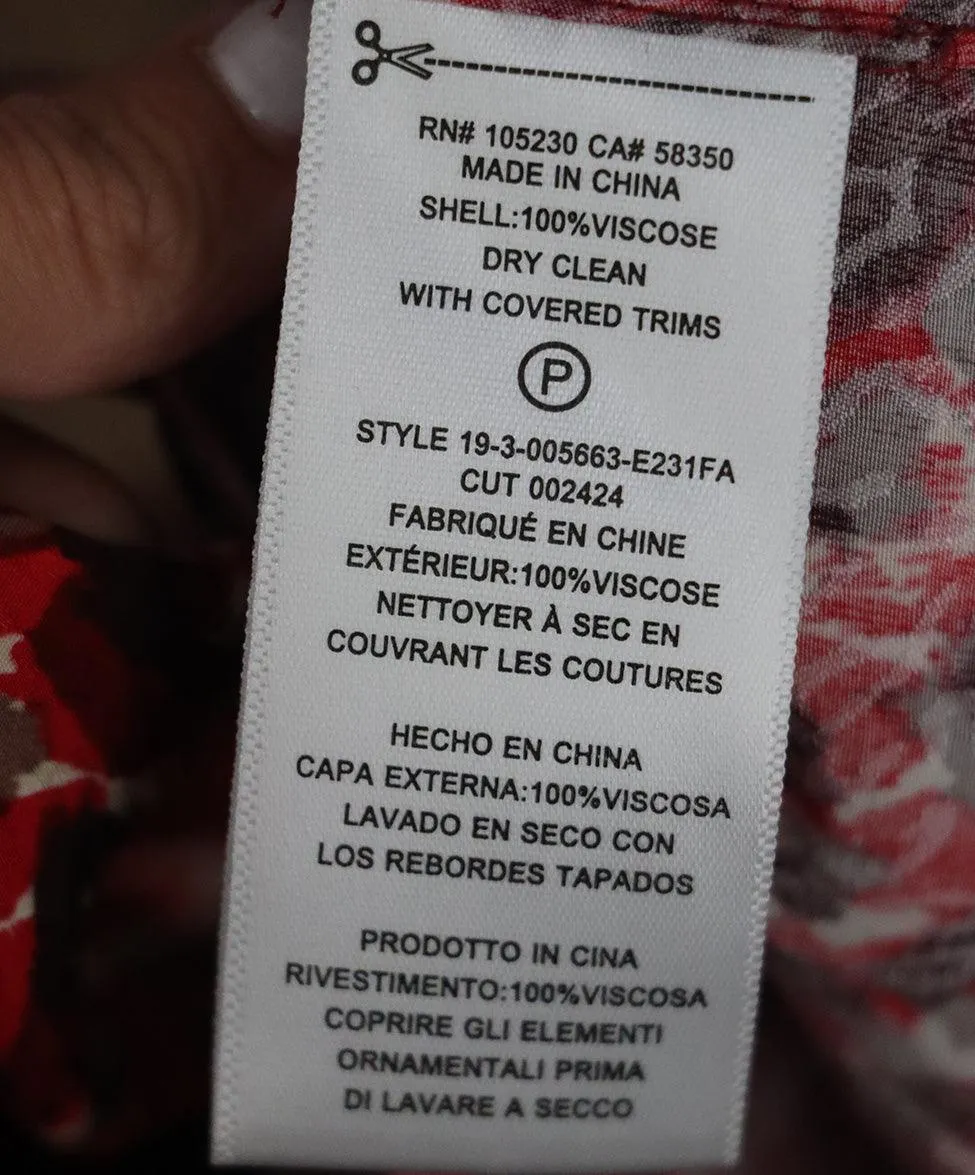 RN# 105230 CA# 58350
MADE IN CHINA
SHELL:100%VISCOSE
DRY CLEAN
WITH COVERED TRIMS
P
STYLE 19-3-005663-E231FA
CUT 002424
FABRIQUÉ EN CHINE
EXTÉRIEUR:100%VISCOSE
NETTOYER À SEC EN
COUVRANT LES COUTURES
HECHO EN CHINA
CAPA EXTERNA:100%VISCOSA
LAVADO EN SECO CON
LOS REBORDES TAPADOS
PRODOTTO IN CINA
RIVESTIMENTO:100%VISCOSA
COPRIRE GLI ELEMENTI
ORNAMENTALI PRIMA
DI LAVARE A SECCO